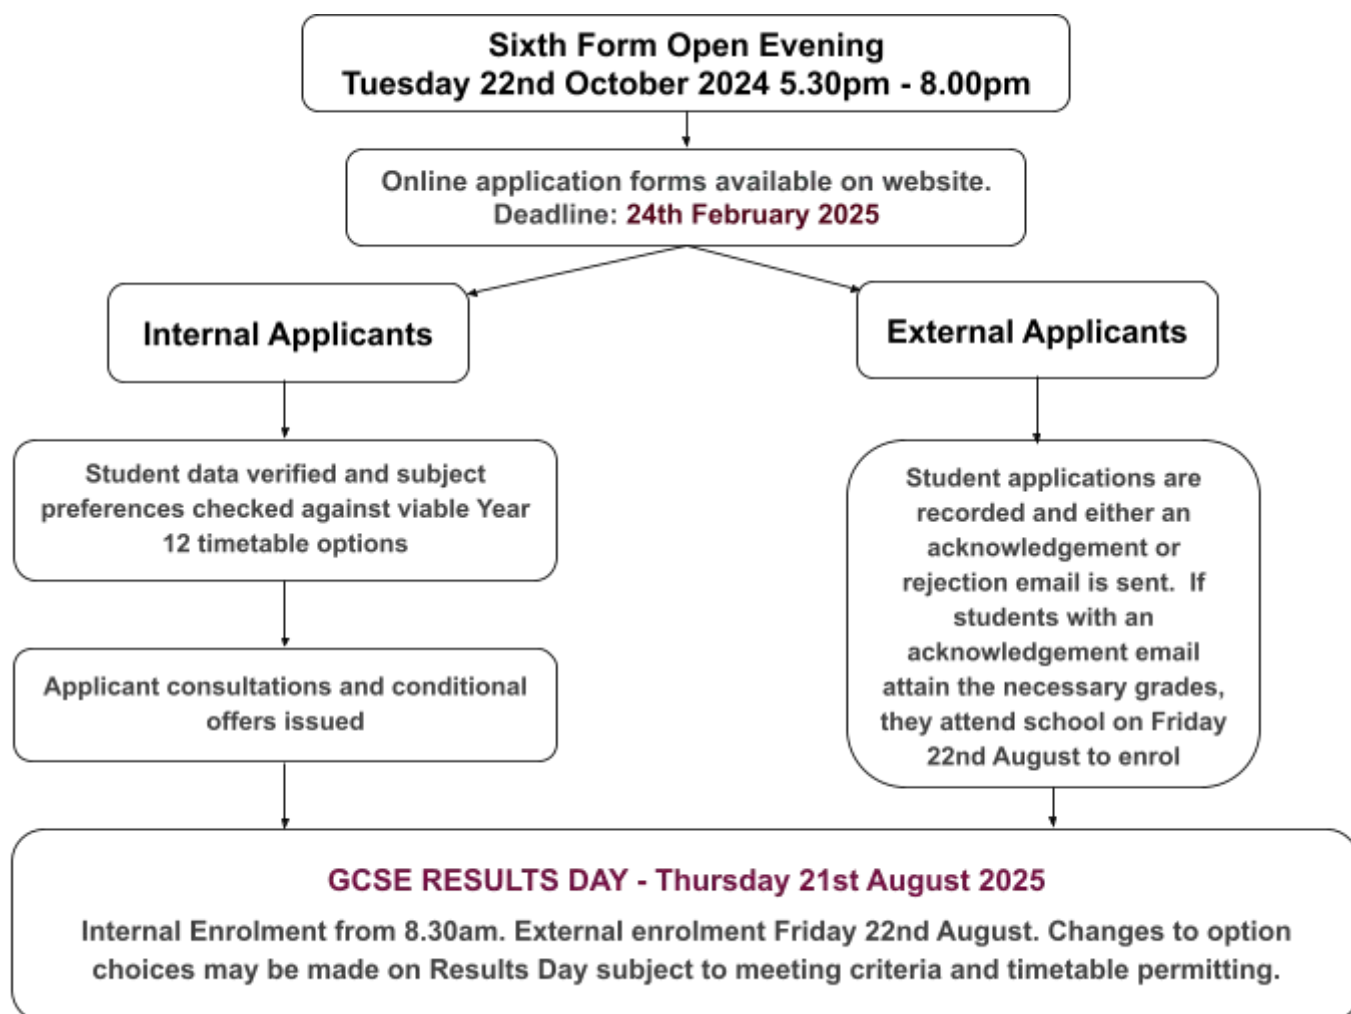 Sixth Form Open Evening
Tuesday 22nd October 2024 5.30pm - 8.00pm
Online application forms available on website.
Deadline: 24th February 2025
Internal Applicants
External Applicants
Student data verified and subject
preferences checked against viable Year
12 timetable options
Applicant consultations and conditional
offers issued
Student applications are
recorded and either an
acknowledgement or
rejection email is sent.  If
students with an
acknowledgement email
attain the necessary grades,
they attend school on Friday
22nd August to enrol
GCSE RESULTS DAY - Thursday 21st August 2025
Internal Enrolment from 8.30am. External enrolment Friday 22nd August. Changes to option
choices may be made on Results Day subject to meeting criteria and timetable permitting.